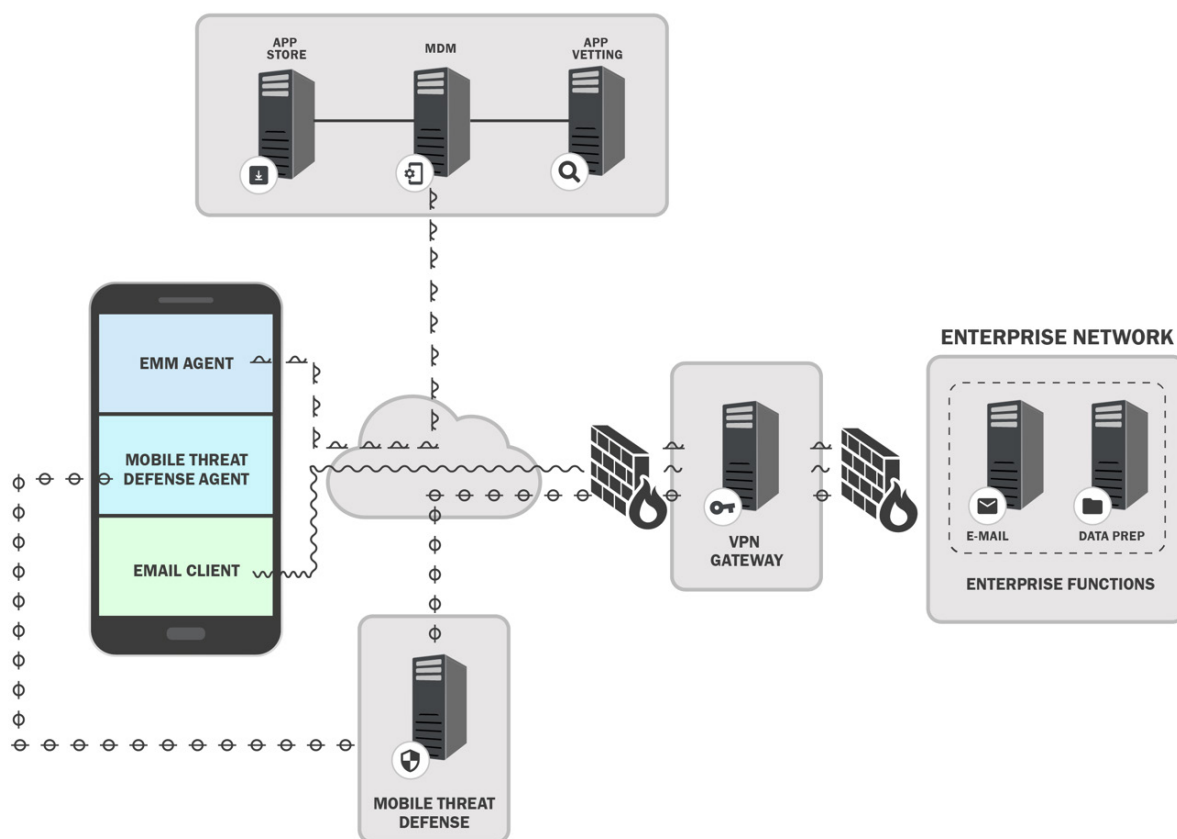 APP
STORE
MDM
APP
VETTING
EMM AGENT
MOBILE THREAT
DEFENSE AGENT
EMAIL CLIENT
VPN
GATEWAY
ENTERPRISE NETWORK
E-MAIL
DATA PREP
ENTERPRISE FUNCTIONS
MOBILE THREAT
DEFENSE